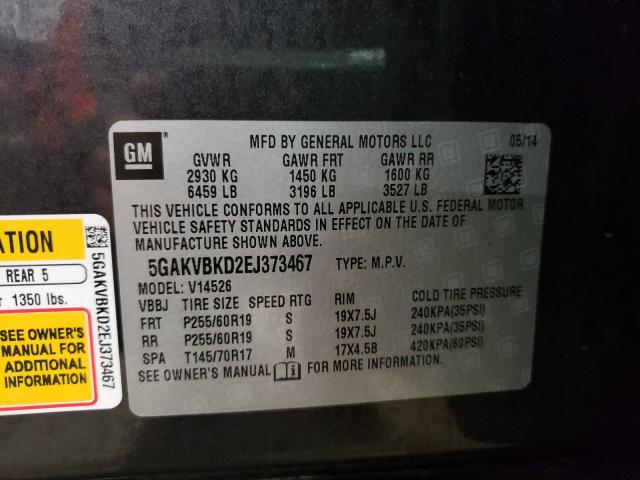 GM
MFD BY GENERAL MOTORS LLC 05/14
GVWR GAWR FRT GAWR RR
2930 KG 1450 KG 1600 KG
6459 LB 3196 LB 3527 LB
THIS VEHICLE CONFORMS TO ALL APPLICABLE U.S. FEDERAL MOTOR
VEHICLE SAFETY STANDARDS IN EFFECT ON THE DATE OF
MANUFACTURE SHOWN ABOVE.
5GAKVBKD2EJ373467 TYPE: M.P.V.
MODEL: V14526
VBBJ TIRE SIZE SPEED RTG RIM COLD TIRE PRESSURE
FRT P255/60R19 S 19X7.5J 240KPA(35PSI)
RR P255/60R19 S 19X7.5J 240KPA(35PSI)
SPA T145/70R17 M 17X4.5B 420KPA(60PSI)
SEE OWNER'S MANUAL FOR MORE INFORMATION.
REAR 5
1350 lbs.
SEE OWNER'S
MANUAL FOR
ADDITIONAL
INFORMATION
5GAKVBKD2EJ373467